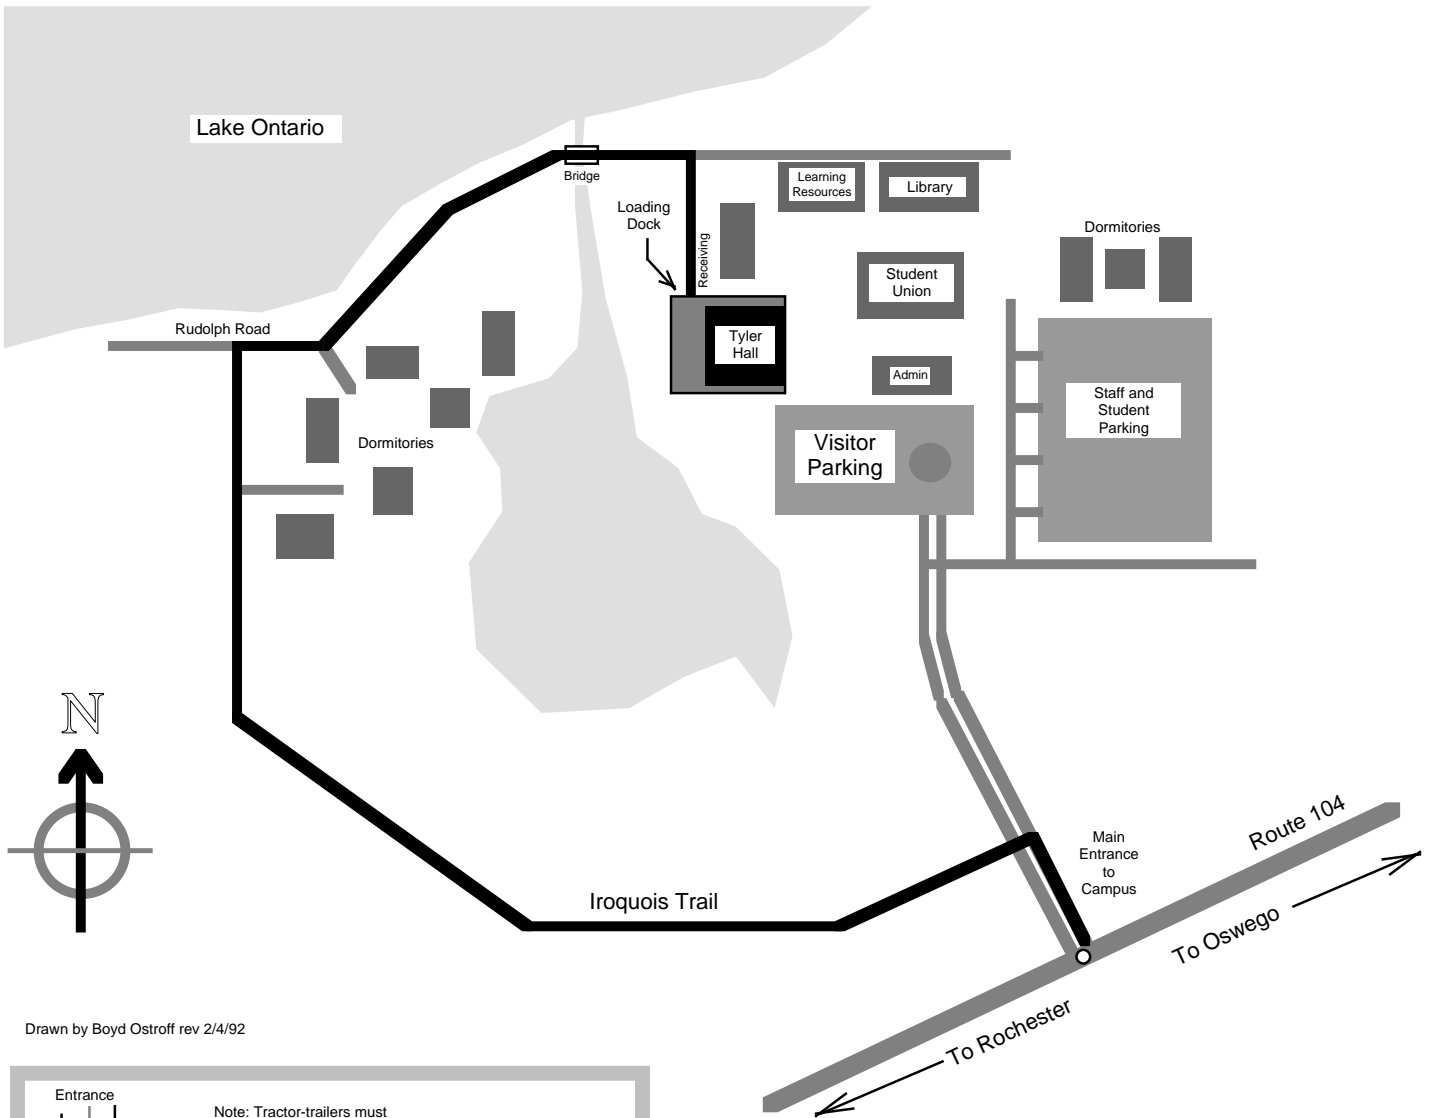 Lake Ontario
Bridge
Learning
Resources
Library
Loading
Dock
Receiving
Dormitories
Student
Union
Rudolph Road
Tyler
Hall
Admin
Staff and
Student
Parking
Dormitories
Visitor
Parking
N
Route 104
Main
Entrance
to
Campus
Iroquois Trail
To Oswego
To Rochester
Drawn by Boyd Ostroff rev 2/4/92
Entrance
Note: Tractor-trailers must